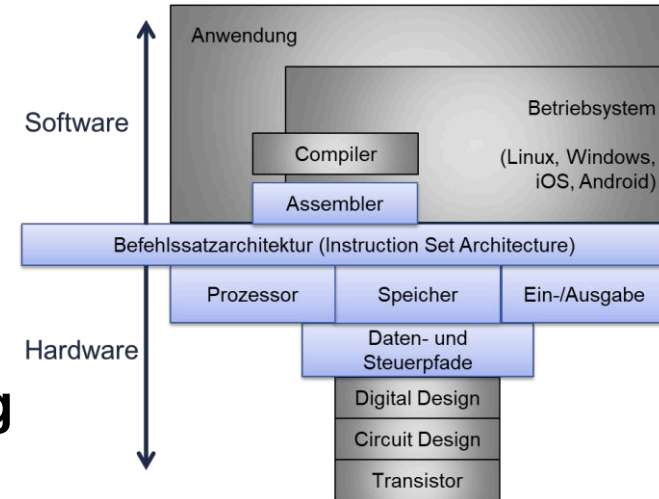 Anwendung
Software
Betriebsystem
(Linux, Windows,
iOS, Android)
Compiler
Assembler
Befehlssatzarchitektur (Instruction Set Architecture)
Prozessor
Speicher
Ein-/Ausgabe
Hardware
Daten- und
Steuerpfade
g
Digital Design
Circuit Design
Transistor